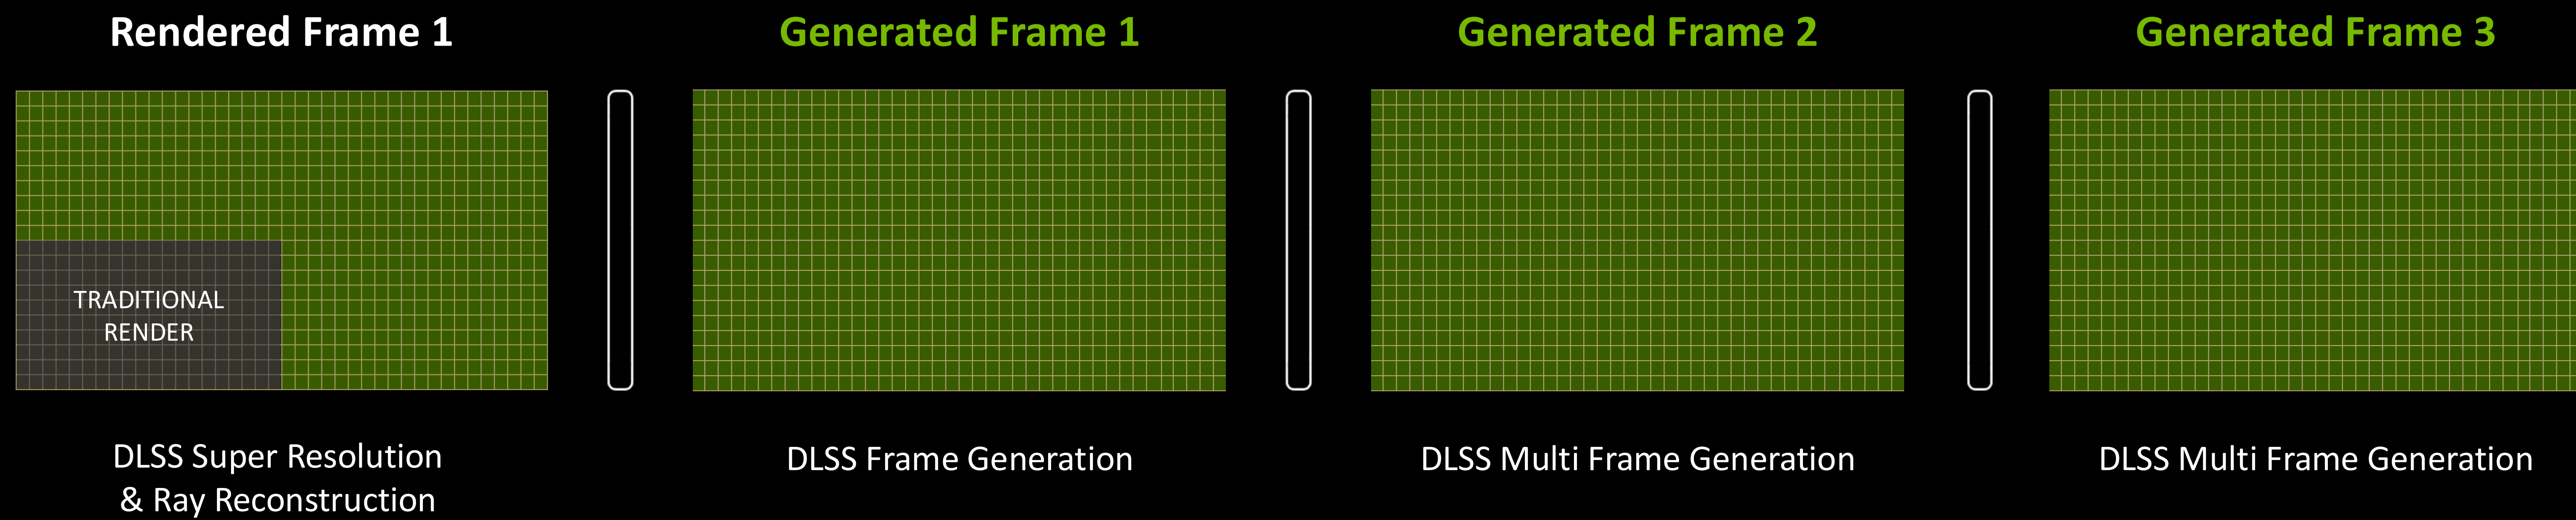 Rendered Frame 1
Generated Frame 1
Generated Frame 2
Generated Frame 3
TRADITIONAL
RENDER
DLSS Super Resolution
& Ray Reconstruction
DLSS Frame Generation
DLSS Multi Frame Generation
DLSS Multi Frame Generation